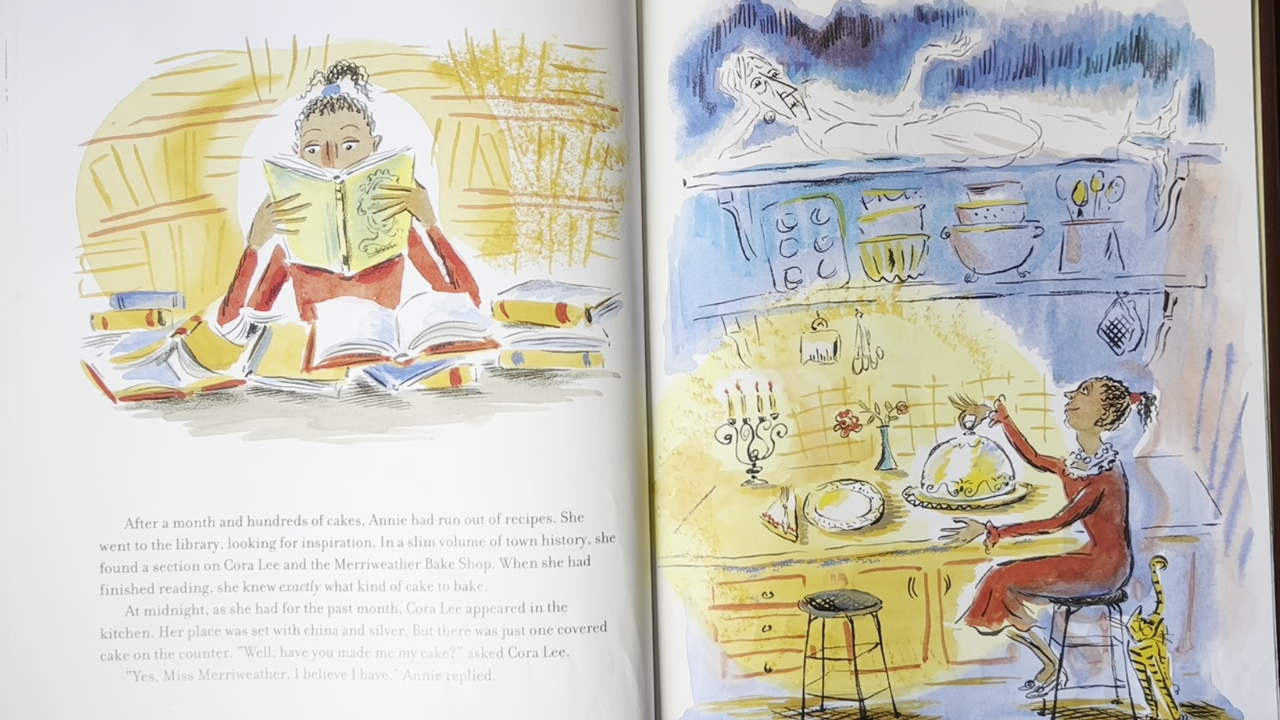 After a month and hundreds of cakes, Annie had run out of recipes. She
went to the library, looking for inspiration. In a slim volume of town history, she
found a section on Cora Lee and the Merriweather Bake Shop. When she had
finished reading, she knew exactly what kind of cake to bake.
At midnight, as she had for the past month, Cora Lee appeared in the
kitchen. Her place was set with china and silver. But there was just one covered
cake on the counter. "Well, have you made me my cake?" asked Cora Lee.
"Yes, Miss Merriweather, I believe I have," Annie replied.